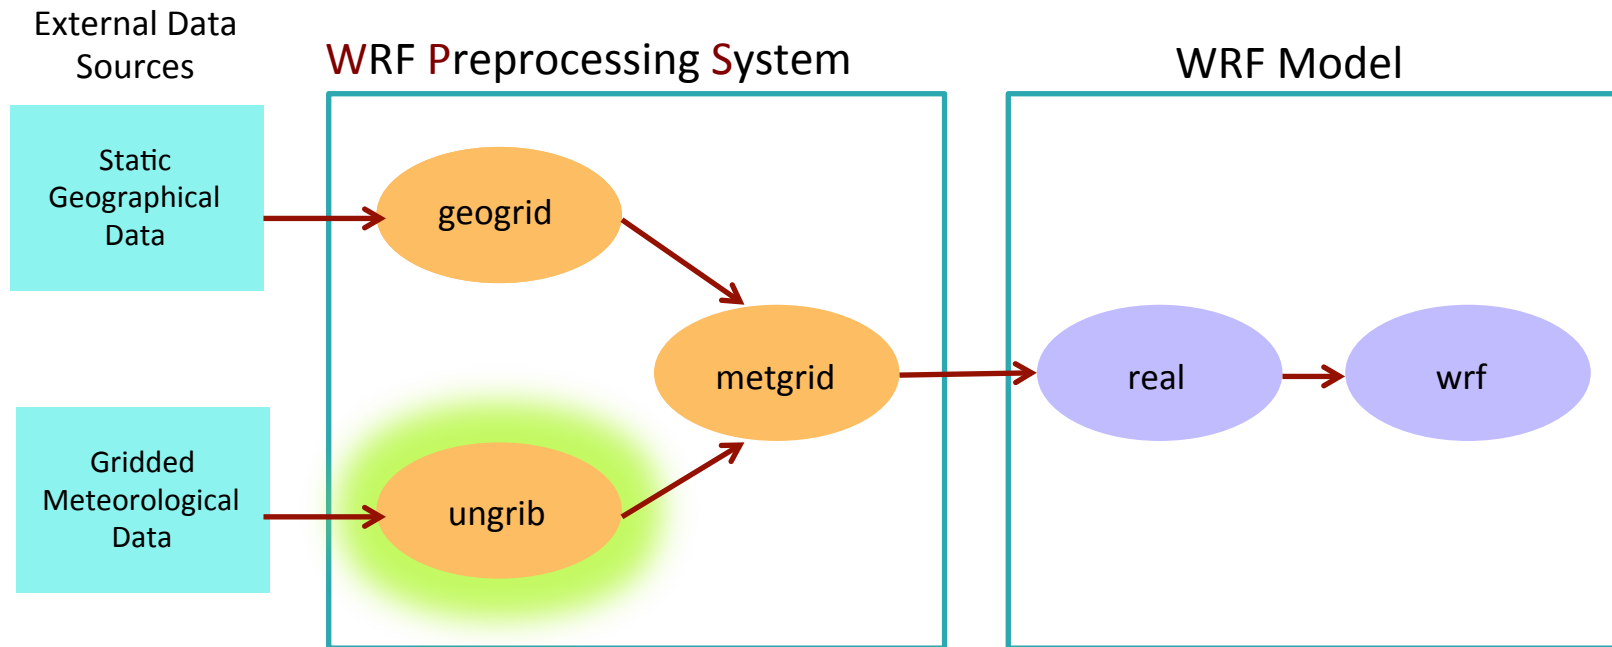 External Data
Sources
WRF Preprocessing System
WRF Model
Static
Geographical
Data
geogrid
metgrid
real
wrf
Gridded
Meteorological
Data
ungrib